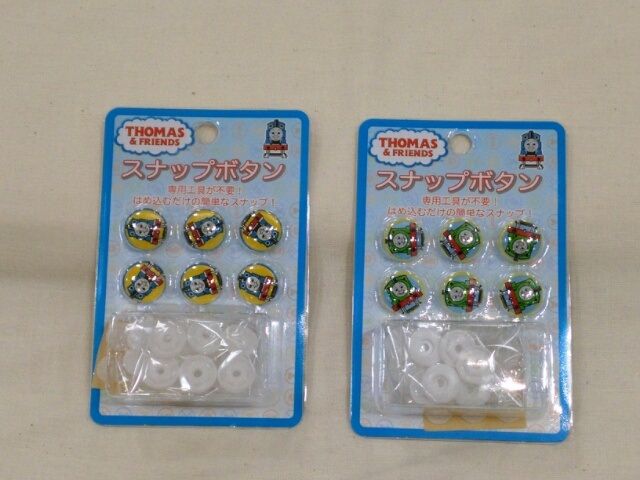 THOMAS
& FRIENDS
スナップボタン
専用工具が不要！
はめ込むだけの簡単なスナップ！
THOMAS
& FRIENDS
スナップボタン
専用工具が不要！
はめ込むだけの簡単なスナップ！